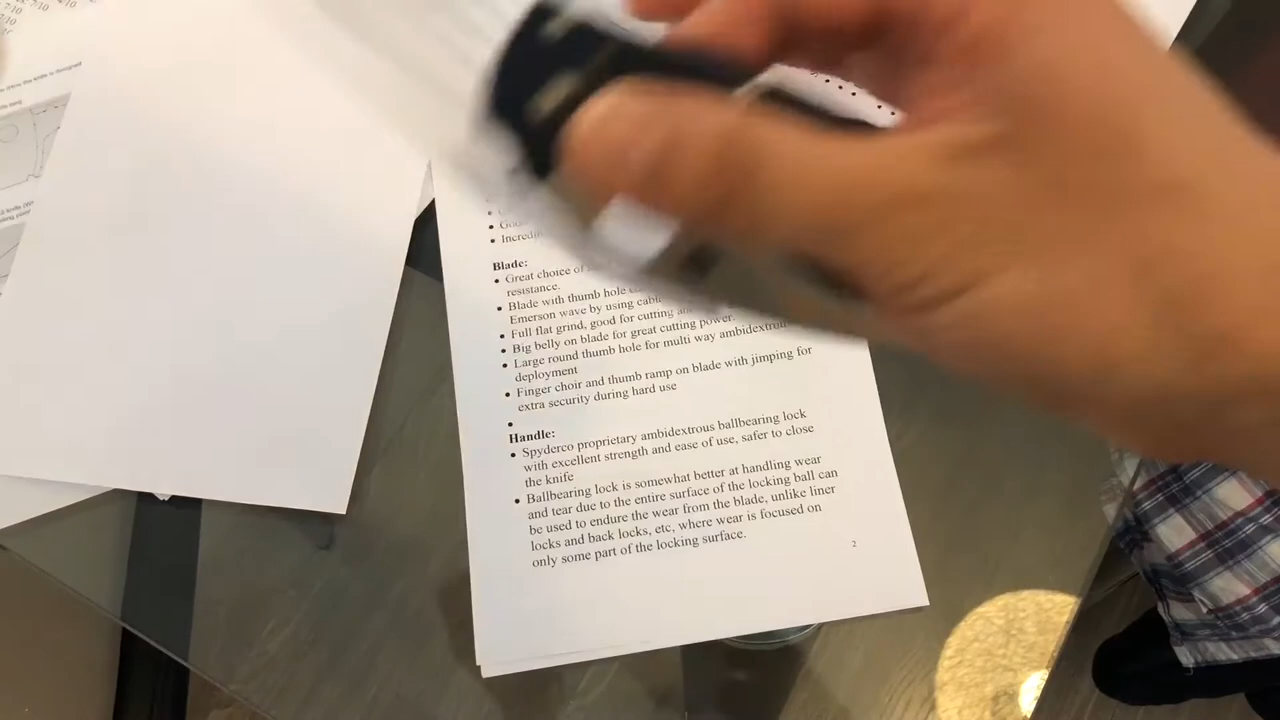 7/10
7/10
7/10
Incredi
Blade:
Great choice of
resistance.
Blade with thumb hole
Emerson wave by using
Full flat grind, good for cutting
Big belly on blade for great cutting power.
Large round thumb hole for multi way ambidextrou
deployment
Finger choir and thumb ramp on blade with jimping for
extra security during hard use
Handle:
Spyderco proprietary ambidextrous ballbearing lock
with excellent strength and ease of use, safer to close
the knife
Ballbearing lock is somewhat better at handling wear
and tear due to the entire surface of the locking ball can
be used to endure the wear from the blade, unlike liner
locks and back locks, etc, where wear is focused on
only some part of the locking surface.
2